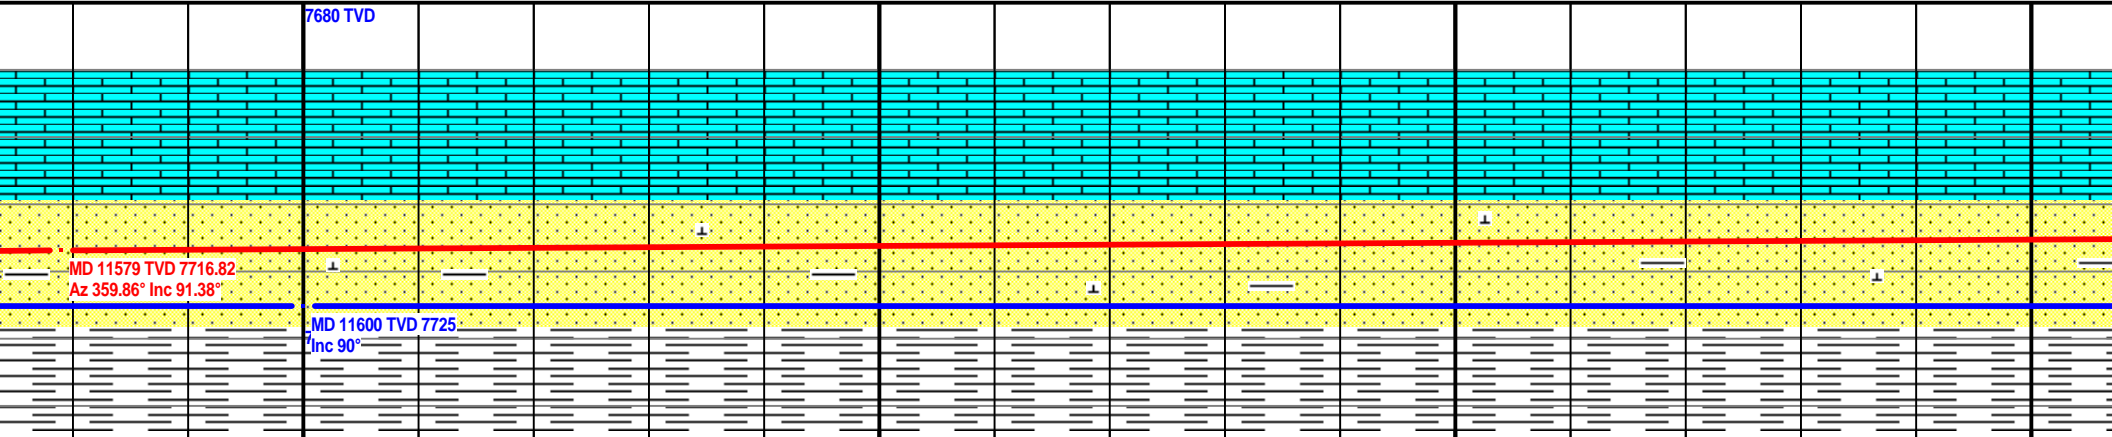 7680 TVD
MD 11579 TVD 7716.82
Az 359.86° Inc 91.38°
MD 11600 TVD 7725
Inc 90°